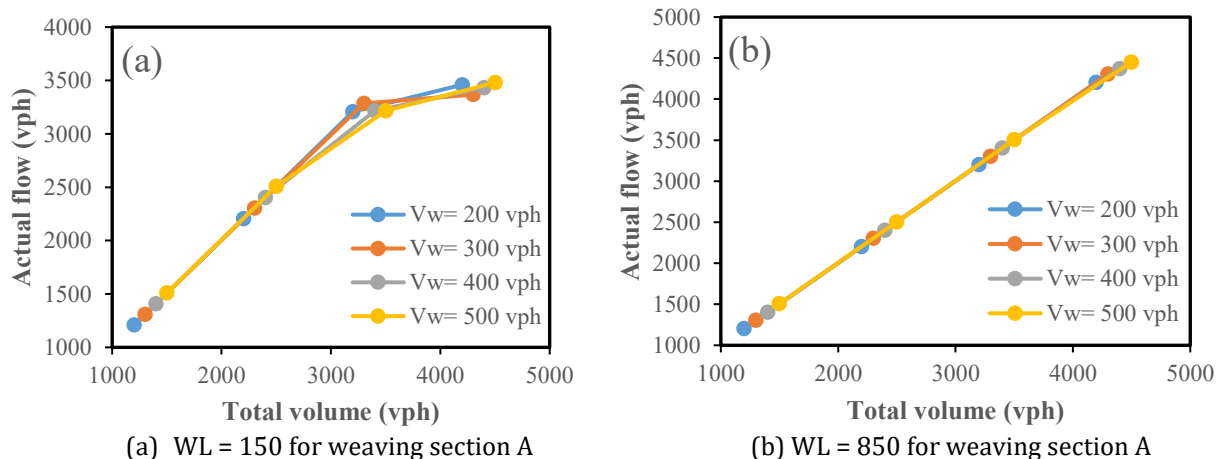 (a)
4000
3500
3000
2500
2000
1500
1000
Actual flow (vph)
Vw= 200 vph
Vw= 300 vph
Vw= 400 vph
Vw= 500 vph
1000 2000 3000 4000 5000
Total volume (vph)
(a) WL = 150 for weaving section A
(b)
5000
4500
4000
3500
3000
2500
2000
1500
1000
Actual flow (vph)
Vw= 200 vph
Vw= 300 vph
Vw= 400 vph
Vw= 500 vph
1000 2000 3000 4000 5000
Total volume (vph)
(b) WL = 850 for weaving section A